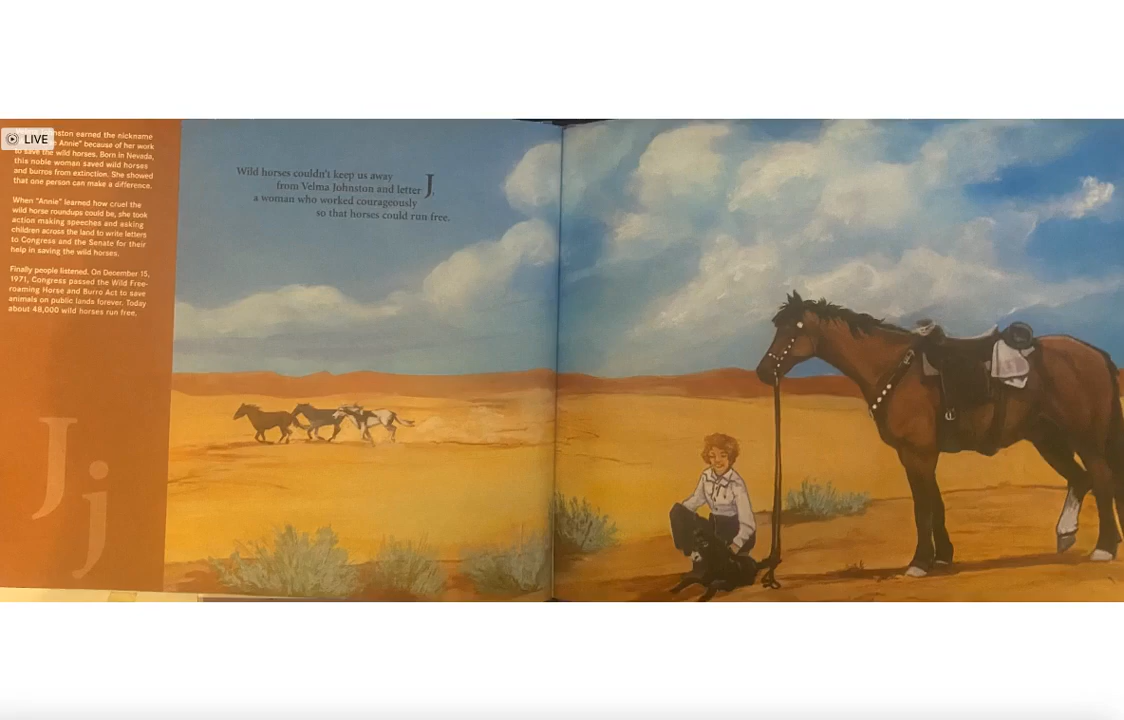 LIVE
nston earned the nickname
Annie" because of her work
to save the wild horses. Born in Nevada,
this noble woman saved wild horses
and burros from extinction. She showed
that one person can make a difference.
When "Annie" learned how cruel the
wild horse roundups could be, she took
action making speeches and asking
children across the land to write letters
to Congress and the Senate for their
help in saving the wild horses.
Finally people listened. On December 15,
1971, Congress passed the Wild Free-
roaming Horse and Burro Act to save
animals on public lands forever. Today
about 48,000 wild horses run free.
J j
Wild horses couldn't keep us away
from Velma Johnston and letter J,
a woman who worked courageously
so that horses could run free.